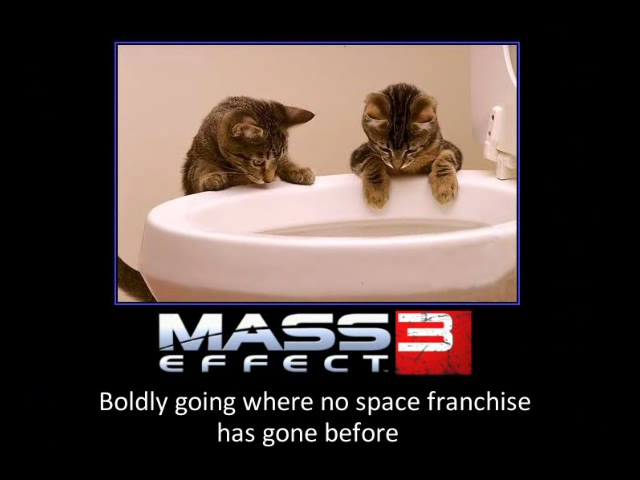 MASS 3
EFFECT
Boldly going where no space franchise
has gone before